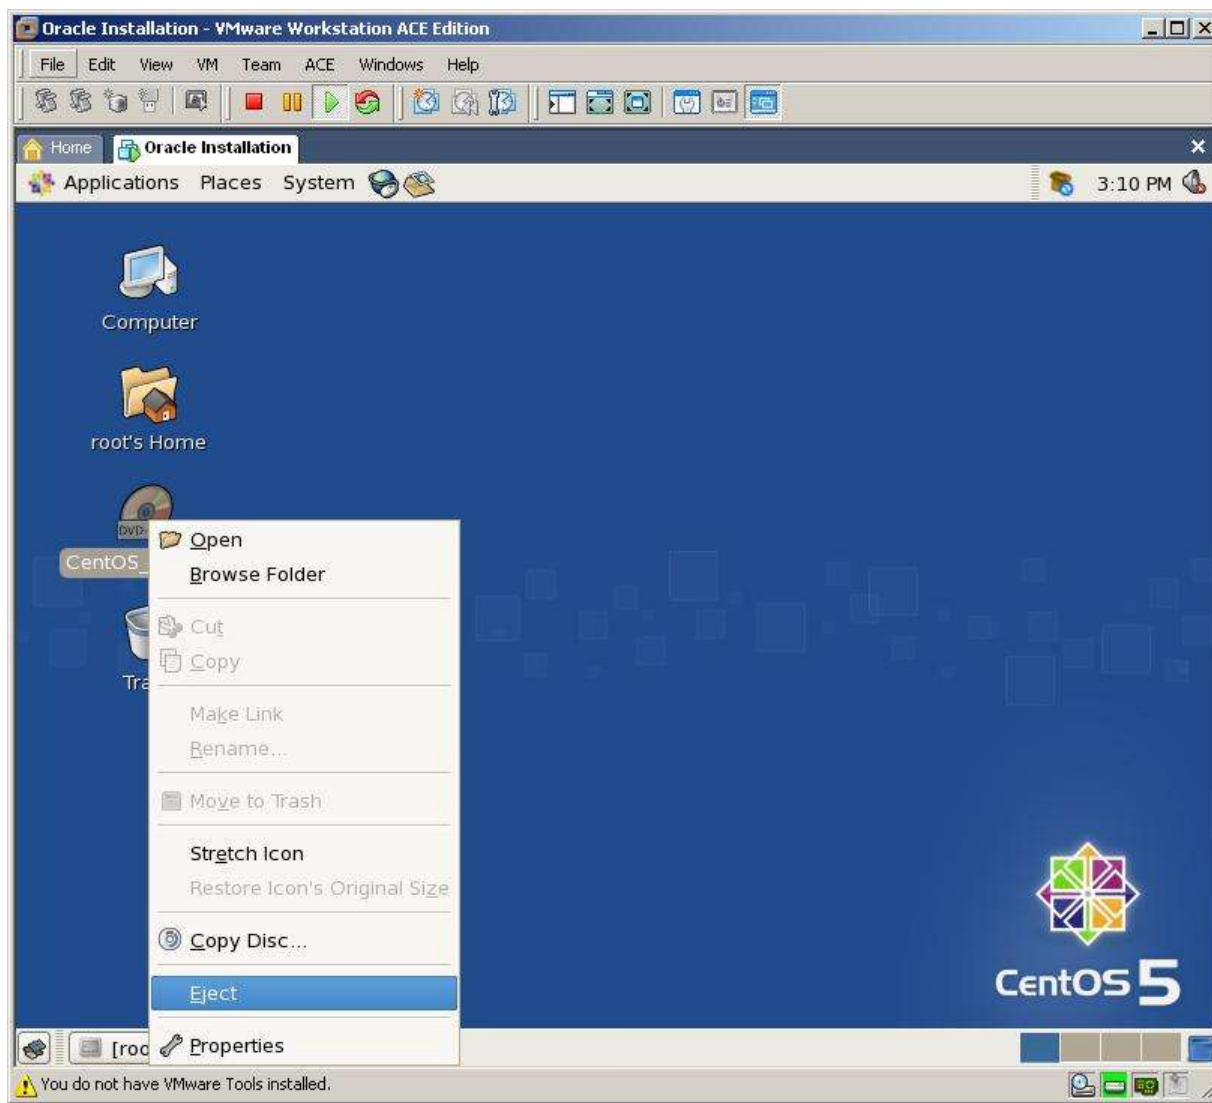 Oracle Installation - VMware Workstation ACE Edition
File Edit View VM Team ACE Windows Help
Home Oracle Installation
Applications Places System 3:10 PM
Computer
root's Home
DVD-
CentOS_
Open
Browse Folder
Cut
Copy
Tra
Make Link
Rename...
Move to Trash
Stretch Icon
Restore Icon's Original Size
Copy Disc...
Eject
Properties
CentOS 5
[roo
You do not have VMware Tools installed.